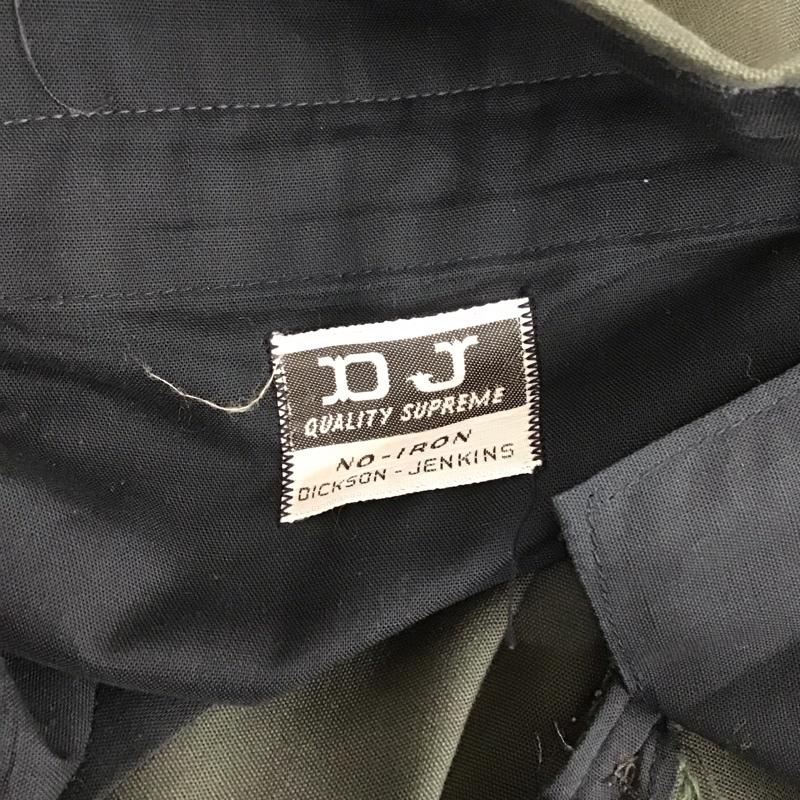 DJ
QUALITY SUPREME
NO-IRON
DICKSON-JENKINS